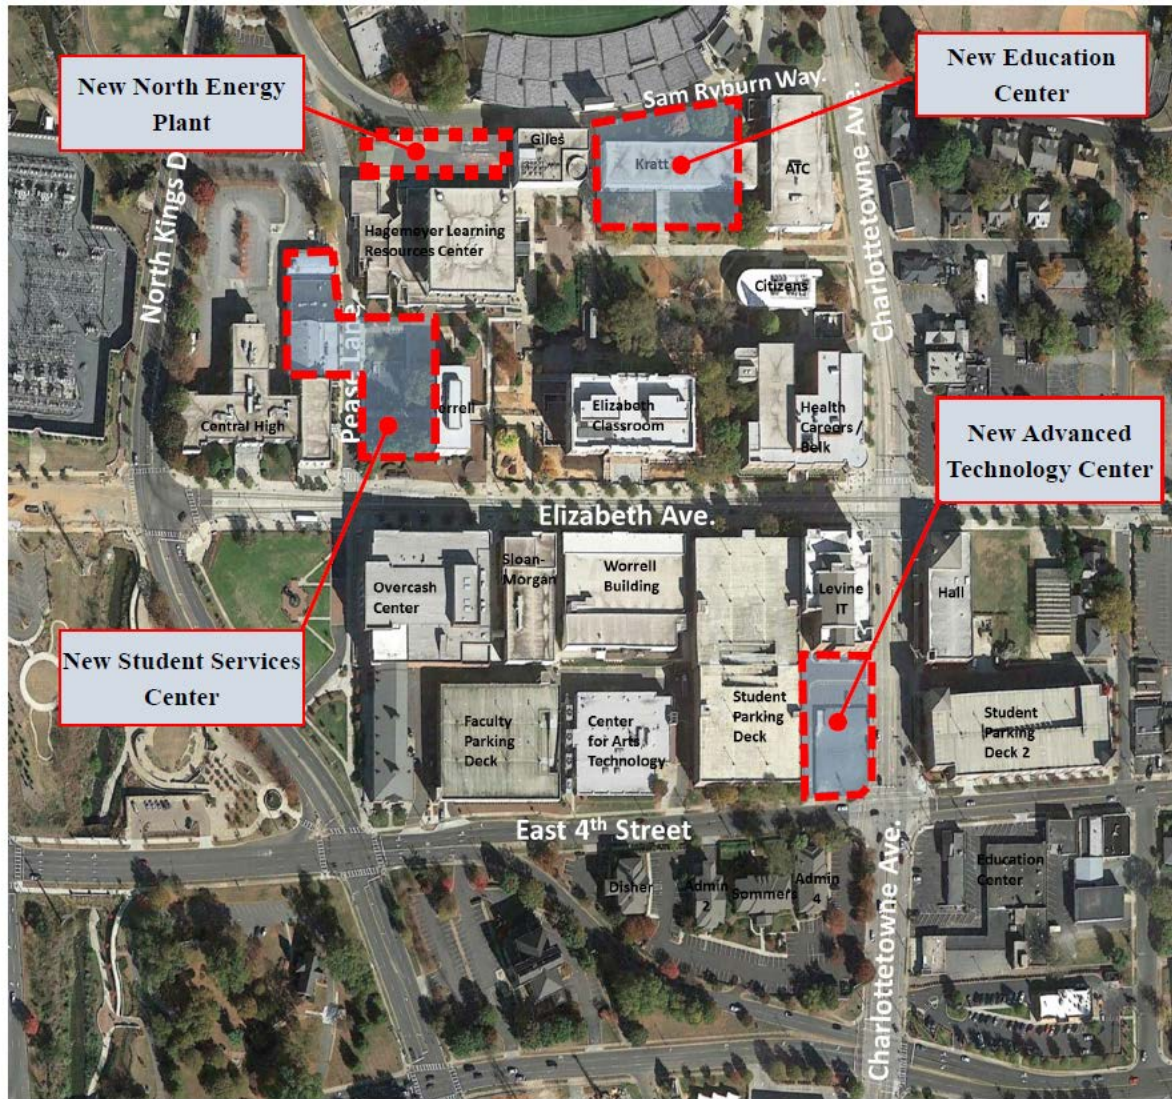 New North Energy
Plant
New Education
Center
Sam Ryburn Way.
Charlottetowne Ave.
North Kings D
Giles
Kratt
ATC
Hagemeyer Learning
Resources Center
Citizens
Pease Lane
Central High
orrell
Elizabeth
Classroom
Health
Careers /
Belk
New Advanced
Technology Center
Elizabeth Ave.
Overcash
Center
Sloan-
Morgan
Worrell
Building
Levine
IT
Hall
New Student Services
Center
Faculty
Parking
Deck
Center
for Arts
Technology
Student
Parking
Deck
Student
Parking
Deck 2
East 4th Street
Disher
Admin
2
Sommers
Admin
4
Education
Center
Charlottetowne Ave.